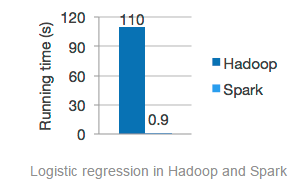 Running time (s)
120
90
60
30
0
110
0.9
Hadoop
Spark
Logistic regression in Hadoop and Spark